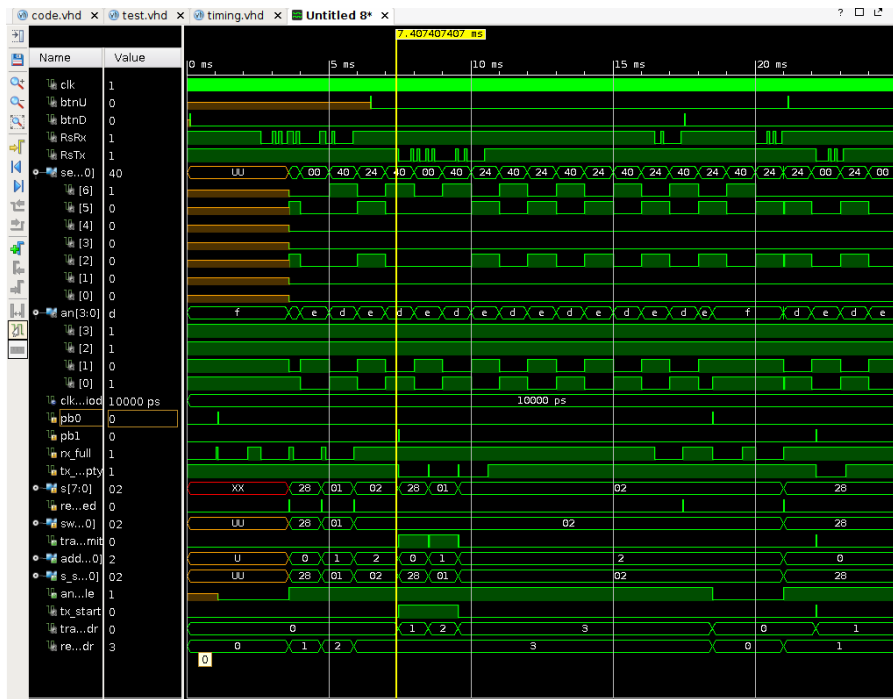 code.vhd × test.vhd × timing.vhd × Untitled 8* × ?
7.407407407 ms
Name Value
0 ms 5 ms 10 ms 15 ms 20 ms
clk 1
btnU 0
btnD 0
RsRx 1
RsTx 1
se...0] 40 UU 00 40 24 40 00 40 24 40 24 40 24 40 24 40 24 40 24 24 40 24 00
[6] 1
[5] 0
[4] 0
[3] 0
[2] 0
[1] 0
[0] 0
an[3:0] d f e d e d e d e d e d e d e d e f d e d e
[3] 1
[2] 1
[1] 0
[0] 1
clk...iod 10000 ps 10000 ps
pb0 0
pb1 0
rx_full 1
tx_...pty 1
s[7:0] 02 XX 28 01 02 28 01 02 28
re...ed 0
sw...0] 02 UU 28 01 02 28
tra...mit 0
add...0] 2 U 0 1 2 0 1 2 0
s_s...0] 02 UU 28 01 02 28 01 02 28
an...le 1
tx_start 0
tra...dr 0 0 1 2 3 0 1
re...dr 3 0 1 2 3 0 1
0